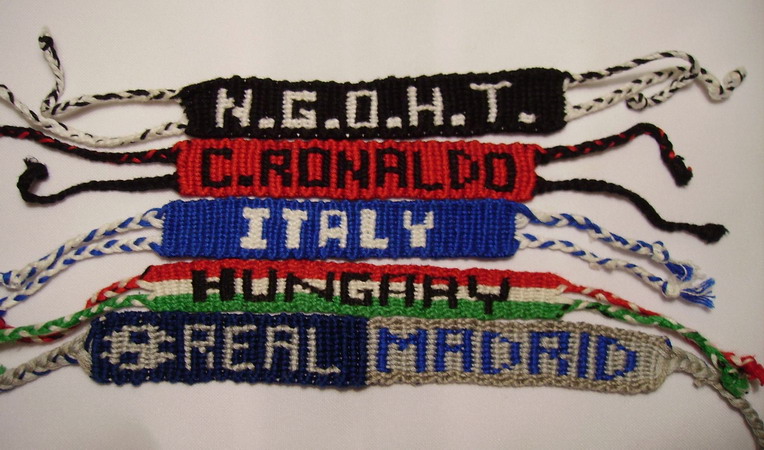 N.G.O.H.T.
C.RONALDO
ITALY
HUNGARY
REAL MADRID